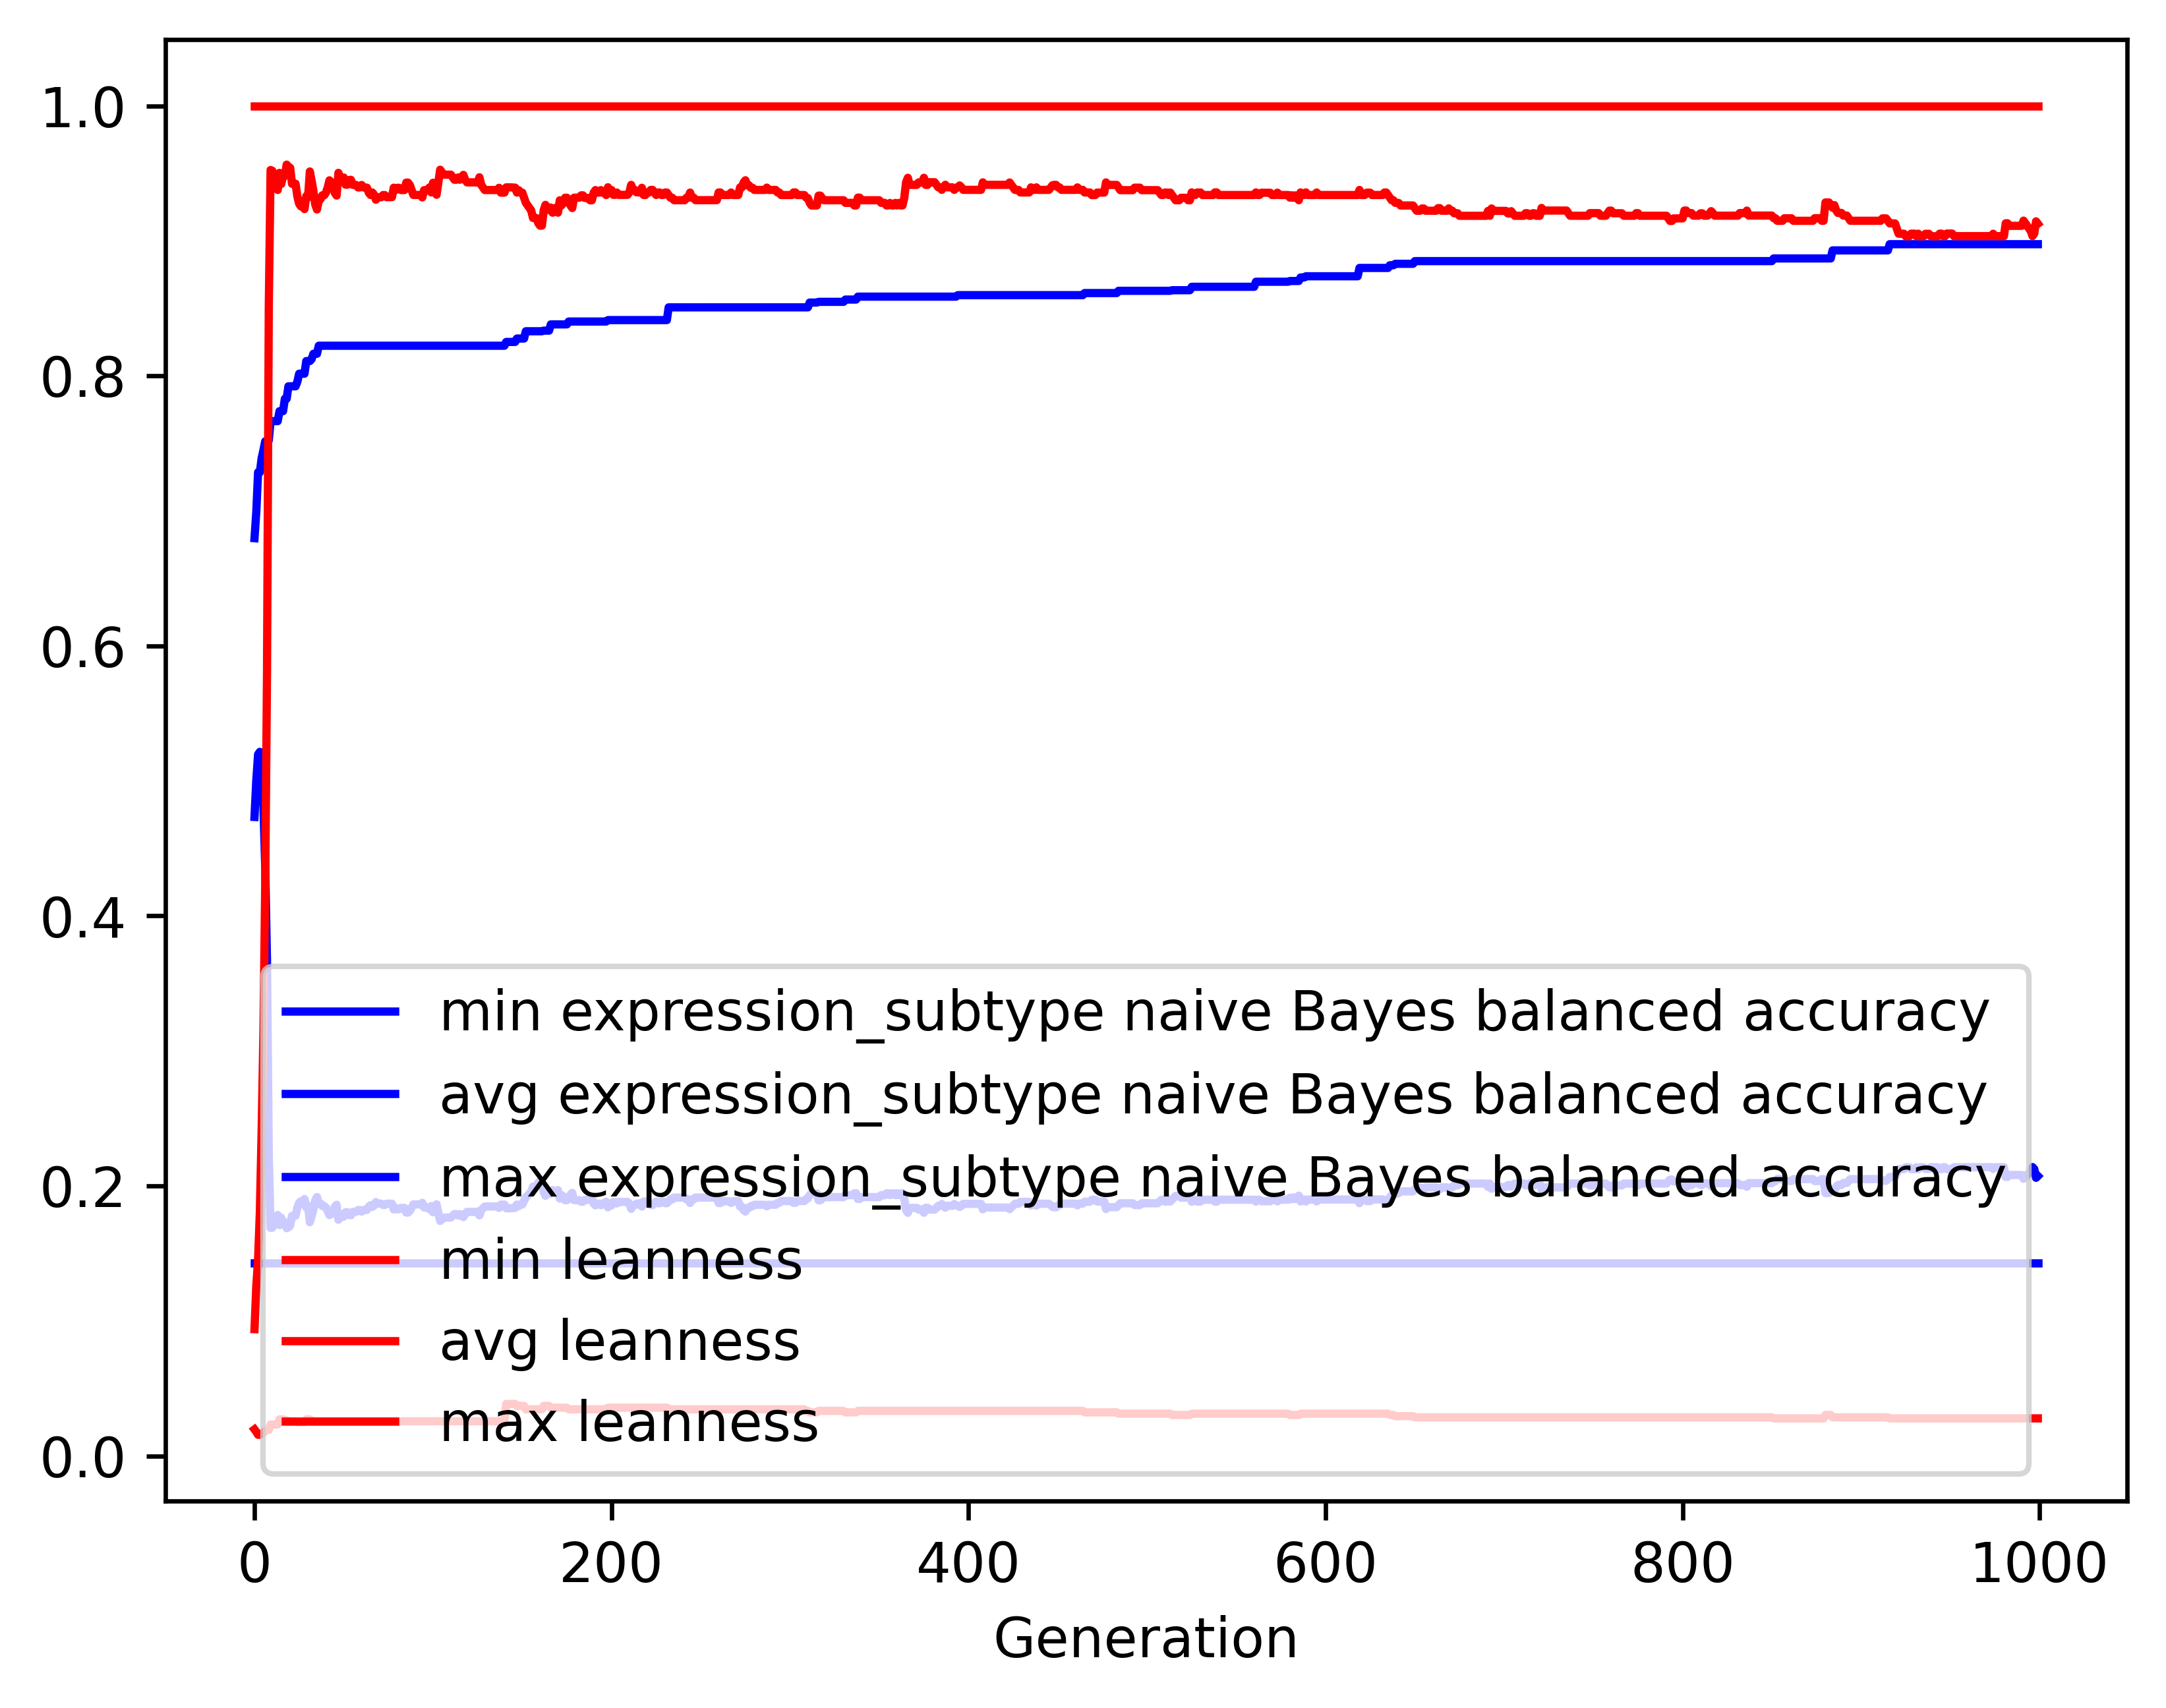 1.0
0.8
0.6
0.4
0.2
0.0
min expression_subtype naive Bayes balanced accuracy
avg expression_subtype naive Bayes balanced accuracy
max expression_subtype naive Bayes balanced accuracy
min leanness
avg leanness
max leanness
0 200 400 600 800 1000
Generation